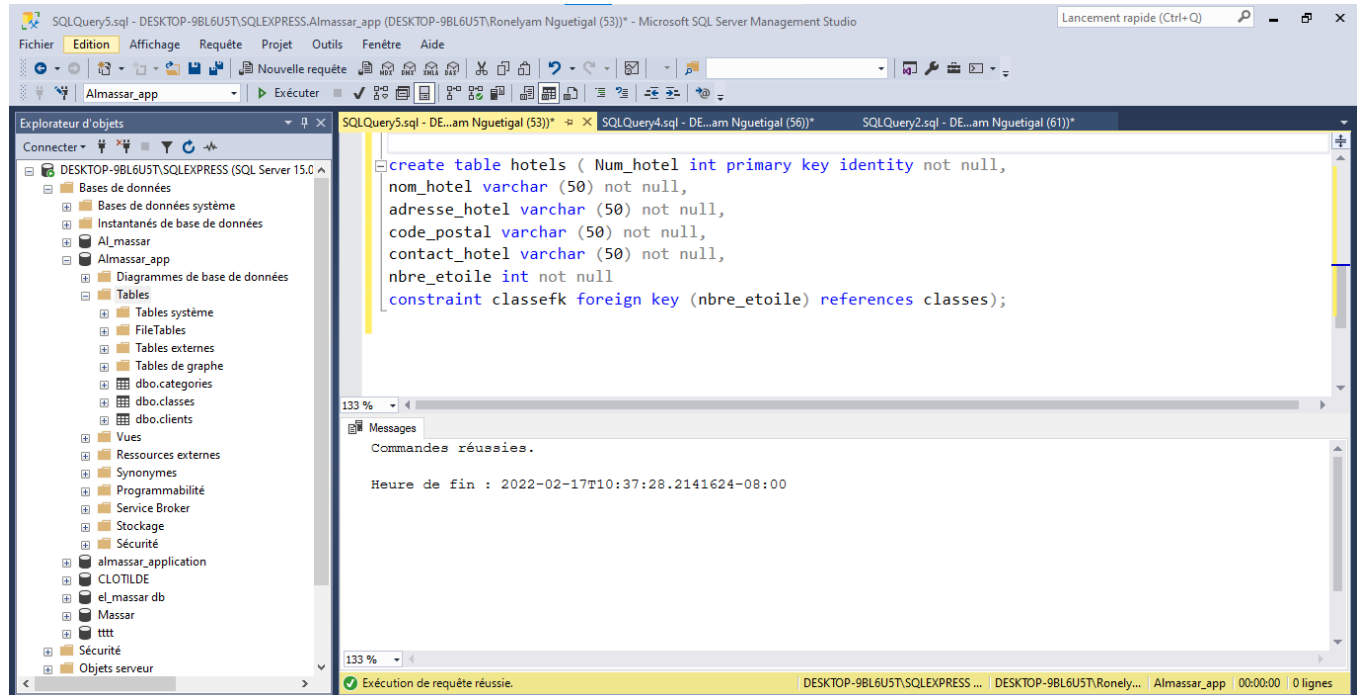 SQLQuery5.sql - DESKTOP-9BL6U5T\SQLEXPRESS.Almassar_app (DESKTOP-9BL6U5T\Ronelyam Nguetigal (53))* - Microsoft SQL Server Management Studio
Lancement rapide (Ctrl+Q)
Fichier Edition Affichage Requête Projet Outils Fenêtre Aide
Nouvelle requête MDX DMX XMLA DAX
Almassar_app Exécuter
Explorateur d'objets
Connecter
DESKTOP-9BL6U5T\SQLEXPRESS (SQL Server 15.0
Bases de données
Bases de données système
Instantanés de base de données
Al_massar
Almassar_app
Diagrammes de base de données
Tables
Tables système
FileTables
Tables externes
Tables de graphe
dbo.categories
dbo.classes
dbo.clients
Vues
Ressources externes
Synonymes
Programmabilité
Service Broker
Stockage
Sécurité
almassar_application
CLOTILDE
el_massar db
Massar
tttt
Sécurité
Objets serveur
SQLQuery5.sql - DE...am Nguetigal (53))* SQLQuery4.sql - DE...am Nguetigal (56))* SQLQuery2.sql - DE...am Nguetigal (61))*
create table hotels ( Num_hotel int primary key identity not null,
nom_hotel varchar (50) not null,
adresse_hotel varchar (50) not null,
code_postal varchar (50) not null,
contact_hotel varchar (50) not null,
nbre_etoile int not null
constraint classefk foreign key (nbre_etoile) references classes);
133 %
Messages
Commandes réussies.
Heure de fin : 2022-02-17T10:37:28.2141624-08:00
133 %
Exécution de requête réussie. DESKTOP-9BL6U5T\SQLEXPRESS ... DESKTOP-9BL6U5T\Ronely... Almassar_app 00:00:00 0 lignes